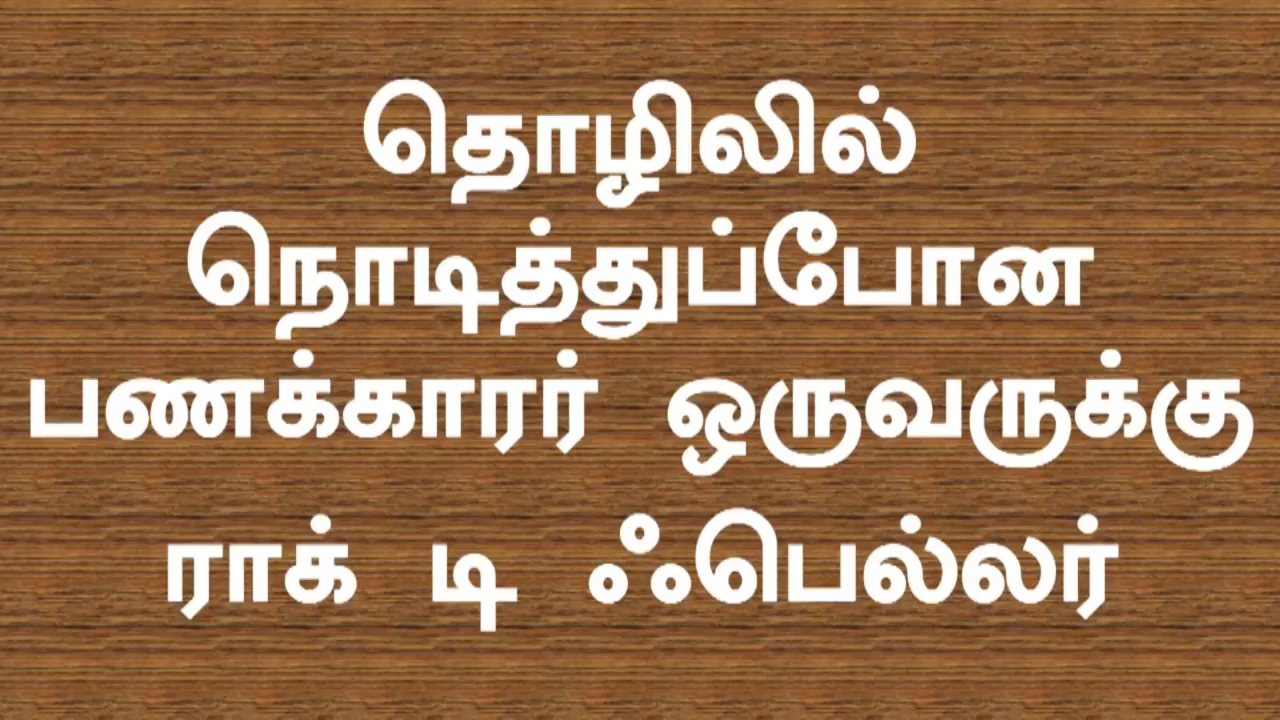 தொழிலில்
நொடித்துப்போன
பணக்காரர் ஒருவருக்கு
ராக் டி ஃபெல்லர்